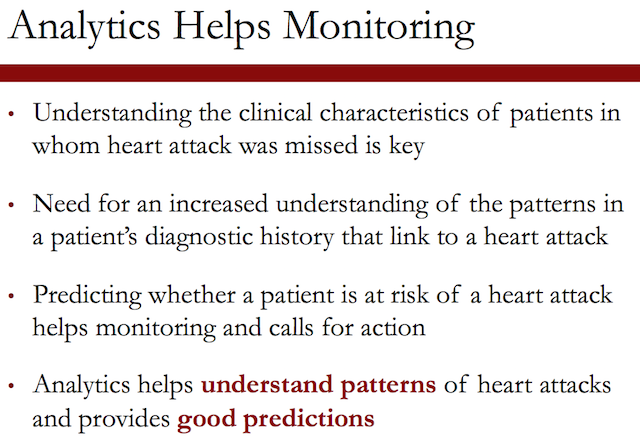 Analytics Helps Monitoring
• Understanding the clinical characteristics of patients in
whom heart attack was missed is key
• Need for an increased understanding of the patterns in
a patient’s diagnostic history that link to a heart attack
• Predicting whether a patient is at risk of a heart attack
helps monitoring and calls for action
• Analytics helps understand patterns of heart attacks
and provides good predictions